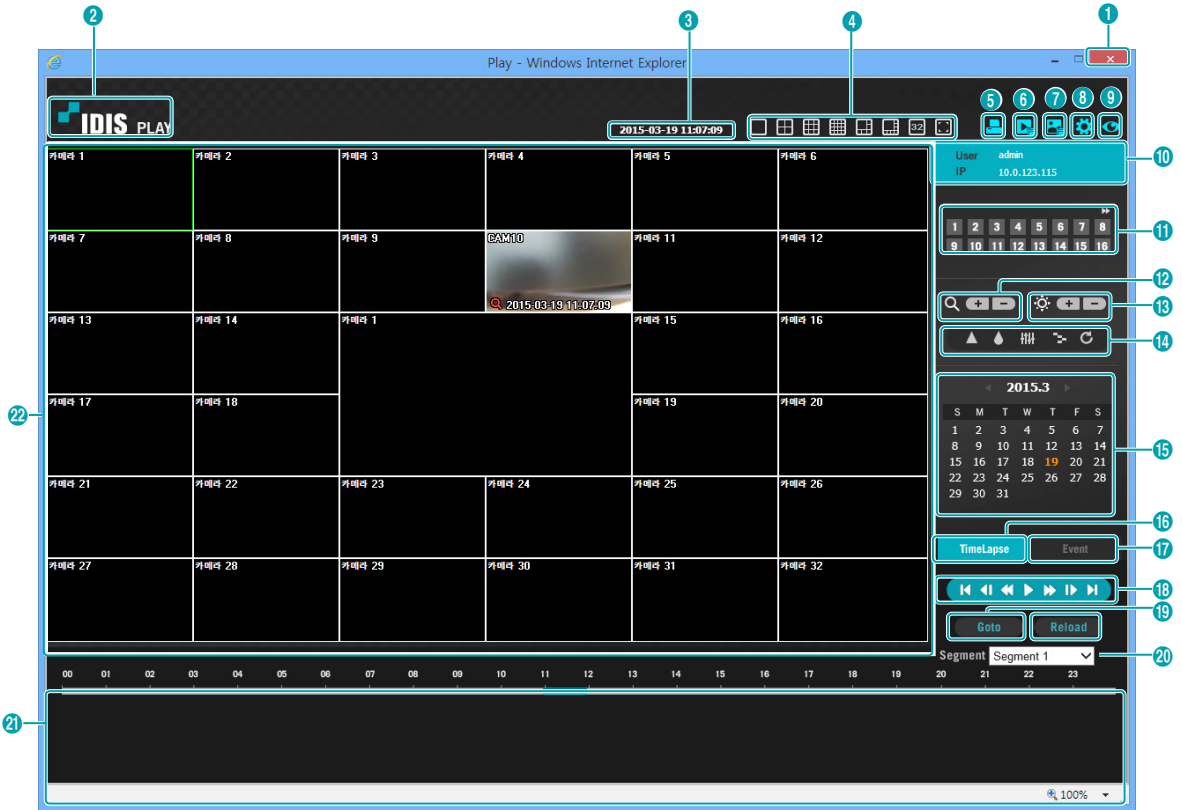 2 3 4 1
Play - Windows Internet Explorer
5 6 7 8 9
IDIS PLAY
2015-03-19 11:07:09
32
User admin
IP 10.0.123.115
10
카메라 1 카메라 2 카메라 3 카메라 4 카메라 5 카메라 6
1 2 3 4 5 6 7 8
9 10 11 12 13 14 15 16
11
카메라 7 카메라 8 카메라 9 CAM10 카메라 11 카메라 12
2015-03-19 11:07:09
12
13
14
카메라 13 카메라 14 카메라 1 카메라 15 카메라 16
2015.3
S M T W T F S
1 2 3 4 5 6 7
8 9 10 11 12 13 14
15 16 17 18 19 20 21
22 23 24 25 26 27 28
29 30 31
15
22
카메라 17 카메라 18 카메라 19 카메라 20
카메라 21 카메라 22 카메라 23 카메라 24 카메라 25 카메라 26
16
TimeLapse Event
17
카메라 27 카메라 28 카메라 29 카메라 30 카메라 31 카메라 32
18
19
Goto Reload
Segment Segment 1
20
00 01 02 03 04 05 06 07 08 09 10 11 12 13 14 15 16 17 18 19 20 21 22 23
21
100%